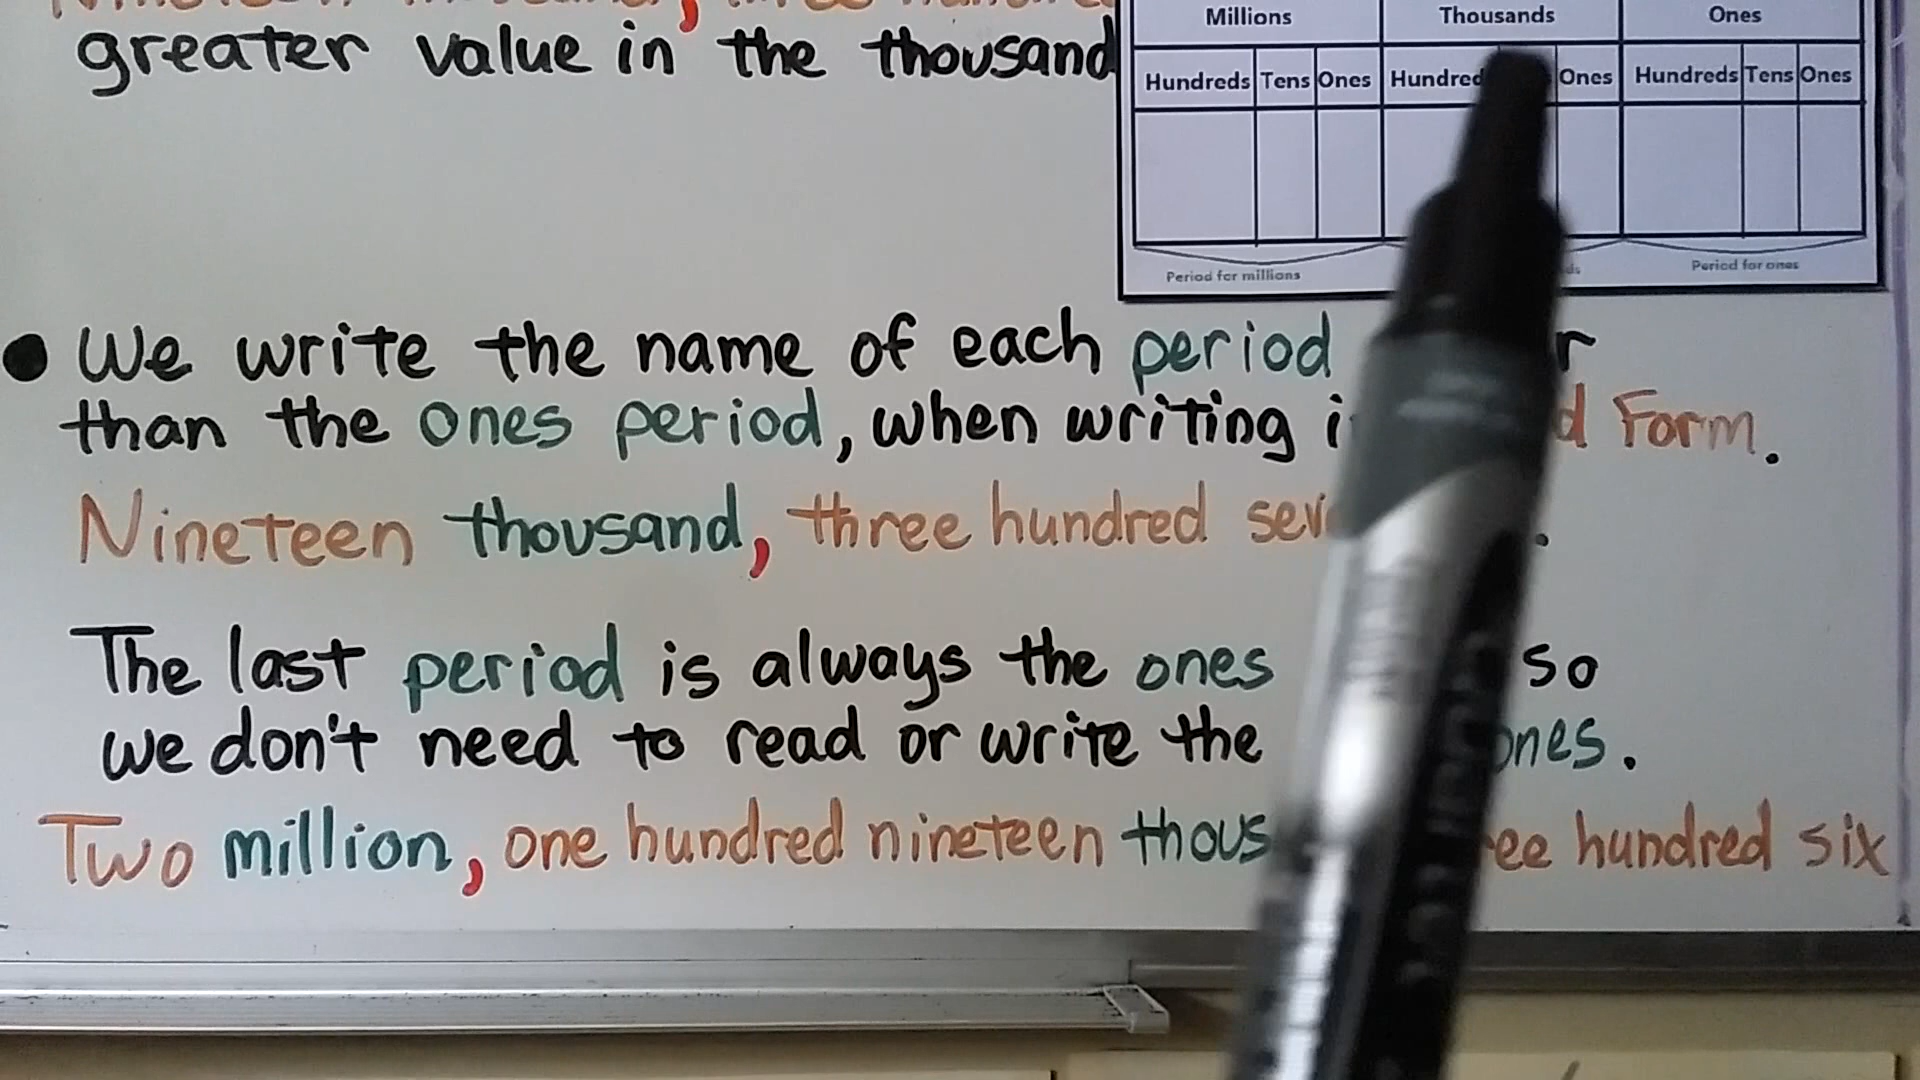 greater value in the thousand
Millions Thousands Ones
Hundreds Tens Ones Hundred Ones Hundreds Tens Ones
Period for millions Period for ones
We write the name of each period
than the ones period, when writing Form.
Nineteen thousand, three hundred
The last period is always the ones so
we don't need to read or write the ones.
Two million, one hundred nineteen thous ee hundred six